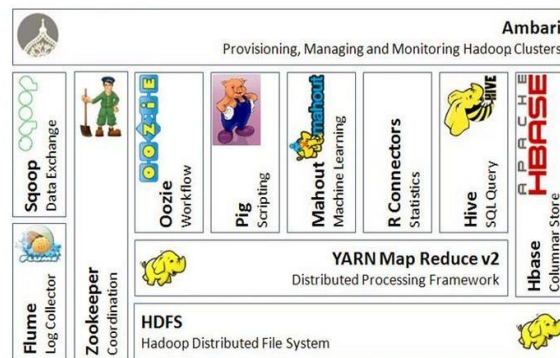 Ambari
Provisioning, Managing and Monitoring Hadoop Clusters
sqoop
Sqoop
Data Exchange
Zookeeper
Coordination
OOZIE
Oozie
Workflow
Pig
Scripting
mahout
Mahout
Machine Learning
R Connectors
Statistics
HIVE
Hive
SQL Query
APACHE
HBASE
Hbase
Columnar Store
Flume
Log Collector
YARN Map Reduce v2
Distributed Processing Framework
HDFS
Hadoop Distributed File System